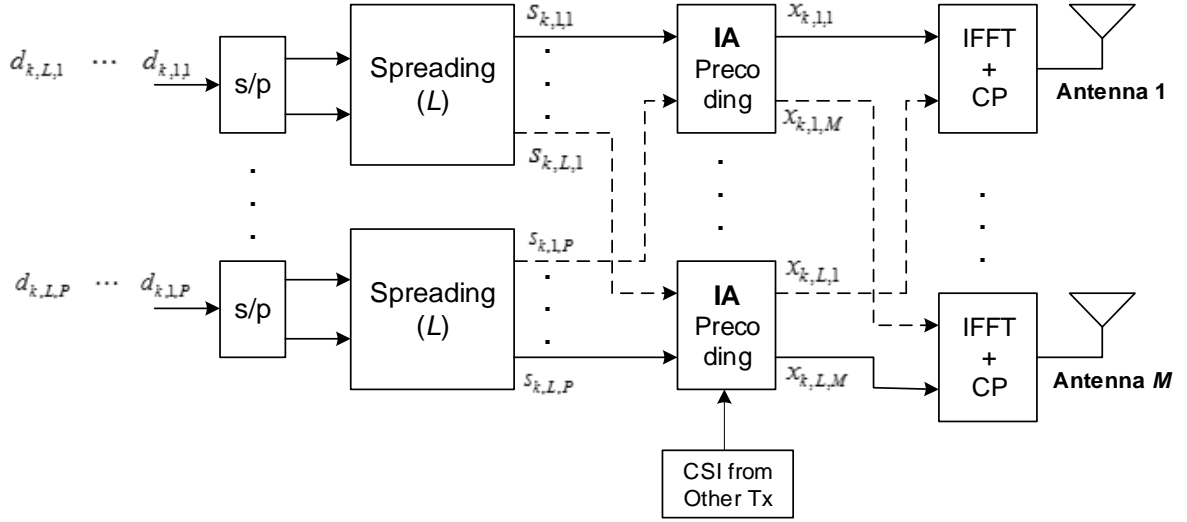 d_{k,L,1} ⋯ d_{k,1,1}
s/p
Spreading
(L)
s_{k,1,1}
s_{k,L,1}
IA
Preco
ding
x_{k,1,1}
x_{k,1,M}
IFFT
+
CP
Antenna 1
d_{k,L,P} ⋯ d_{k,1,P}
s/p
Spreading
(L)
s_{k,1,P}
s_{k,L,P}
IA
Preco
ding
x_{k,L,1}
x_{k,L,M}
IFFT
+
CP
Antenna M
CSI from
Other Tx